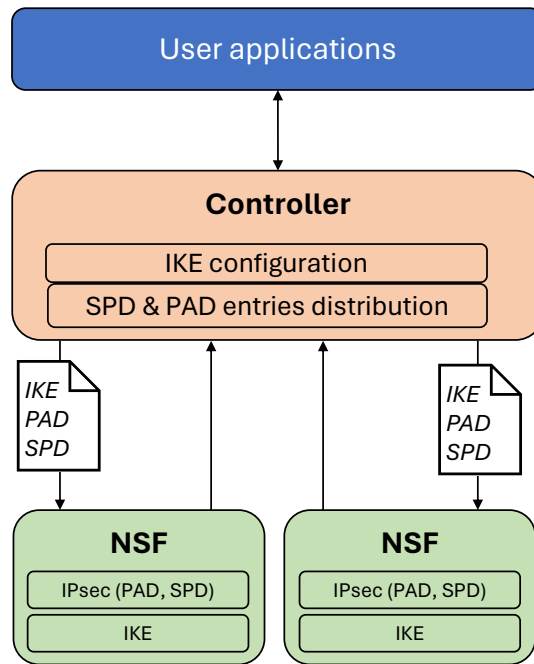 User applications
Controller
IKE configuration
SPD & PAD entries distribution
IKE
PAD
SPD
IKE
PAD
SPD
NSF
IPsec (PAD, SPD)
IKE
NSF
IPsec (PAD, SPD)
IKE